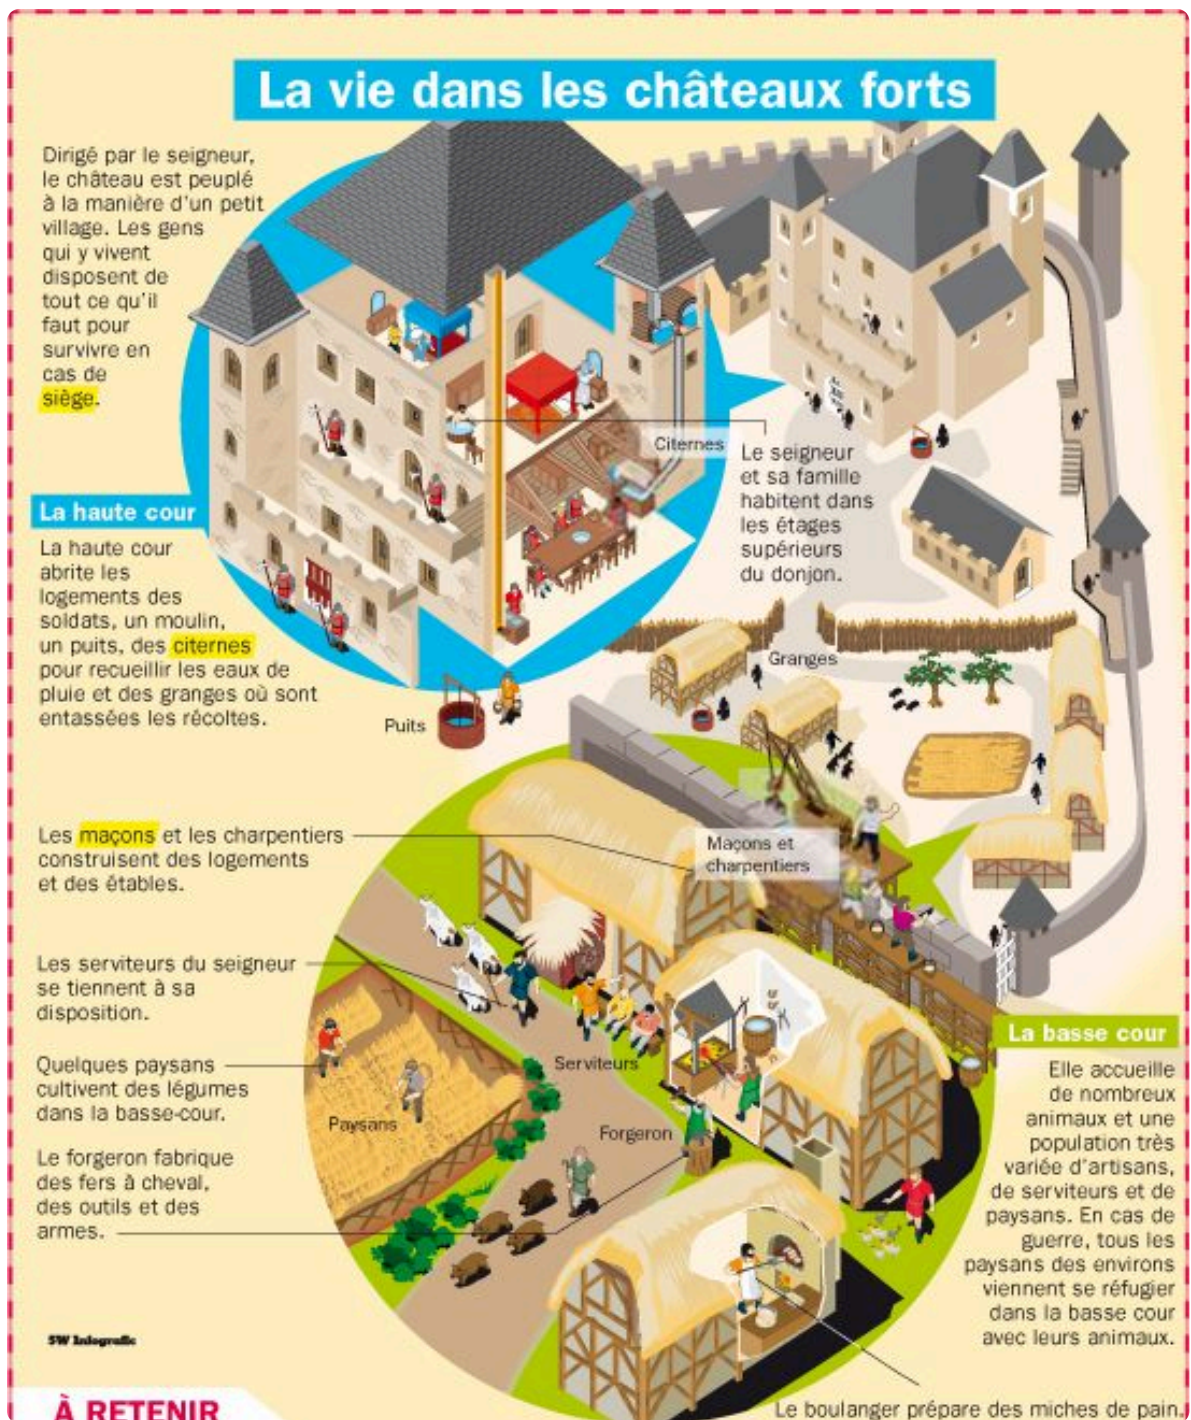 La vie dans les châteaux forts
Dirigé par le seigneur,
le château est peuplé
à la manière d'un petit
village. Les gens
qui y vivent
disposent de
tout ce qu'il
faut pour
survivre en
cas de
siège.
Citernes
Le seigneur
et sa famille
habitent dans
les étages
supérieurs
du donjon.
La haute cour
La haute cour
abrite les
logements des
soldats, un moulin,
un puits, des citernes
pour recueillir les eaux de
pluie et des granges où sont
entassées les récoltes.
Puits
Granges
Les maçons et les charpentiers
construisent des logements
et des étables.
Maçons et
charpentiers
Les serviteurs du seigneur
se tiennent à sa
disposition.
Serviteurs
Quelques paysans
cultivent des légumes
dans la basse-cour.
Paysans
Forgeron
Le forgeron fabrique
des fers à cheval,
des outils et des
armes.
La basse cour
Elle accueille
de nombreux
animaux et une
population très
variée d'artisans,
de serviteurs et de
paysans. En cas de
guerre, tous les
paysans des environs
viennent se réfugier
dans la basse cour
avec leurs animaux.
SW Infografic
À RETENIR
Le boulanger prépare des miches de pain.